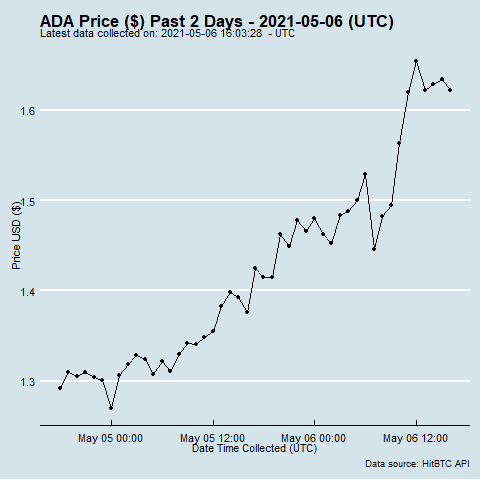 ADA Price ($) Past 2 Days - 2021-05-06 (UTC)
Latest data collected on: 2021-05-06 16:03:28 - UTC
1.6
1.5
1.4
1.3
Price USD ($)
May 05 00:00
May 05 12:00
May 06 00:00
May 06 12:00
Date Time Collected (UTC)
Data source: HitBTC API